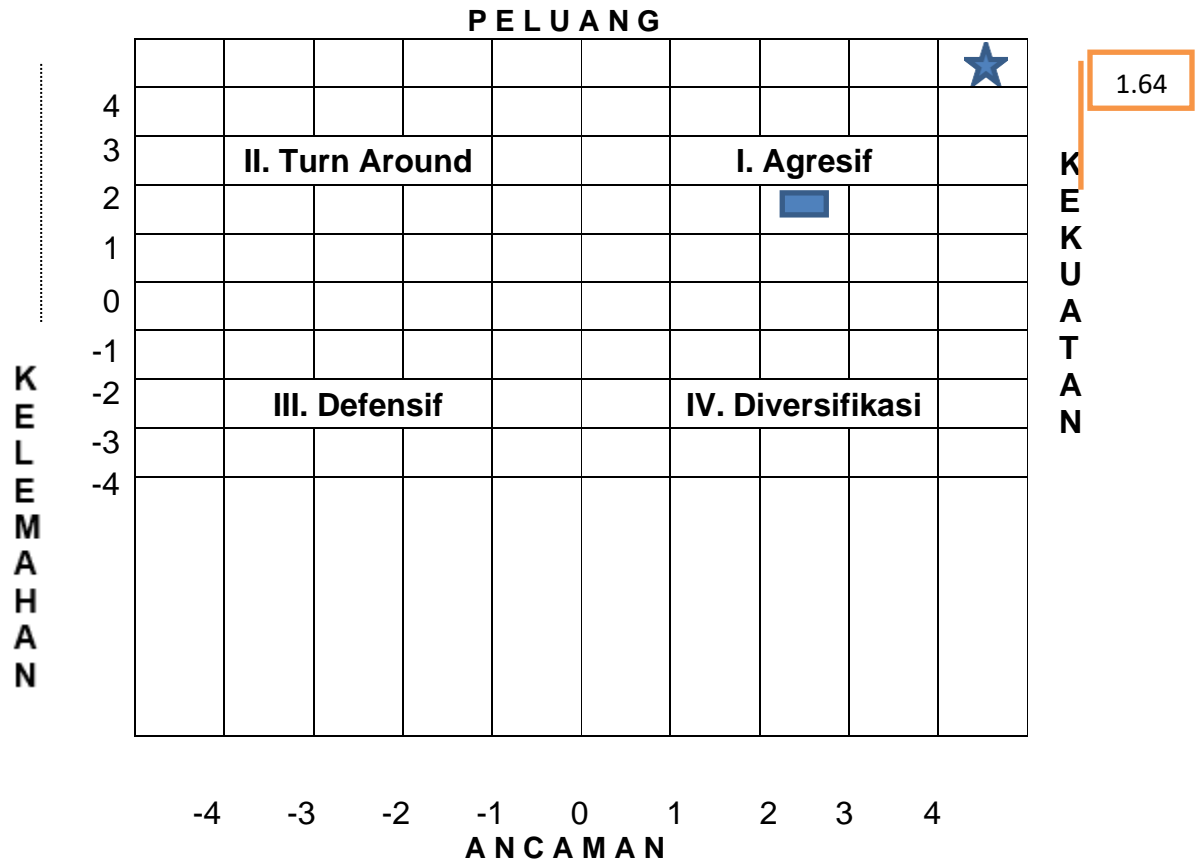 P E L U A N G
1.64
4
3
2
1
0
-1
-2
-3
-4
II. Turn Around
I. Agresif
III. Defensif
IV. Diversifikasi
K
E
L
E
M
A
H
A
N
K
E
K
U
A
T
A
N
-4 -3 -2 -1 0 1 2 3 4
A N C A M A N